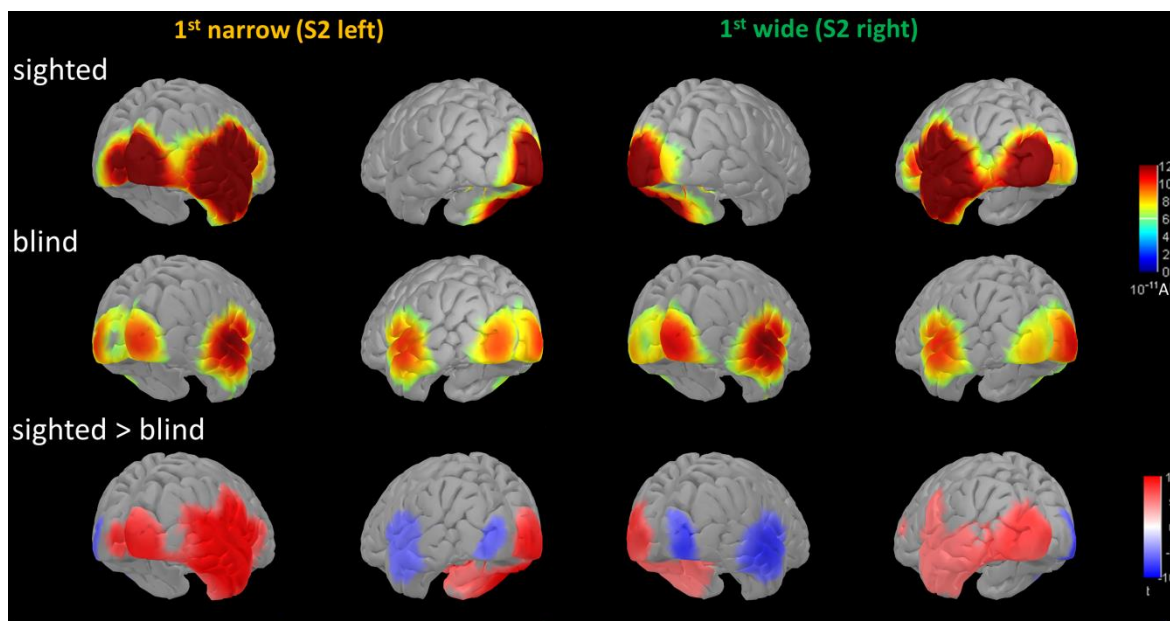 1st narrow (S2 left)
1st wide (S2 right)
sighted
12
10
8
6
4
2
0
10⁻¹¹A
blind
sighted > blind
t